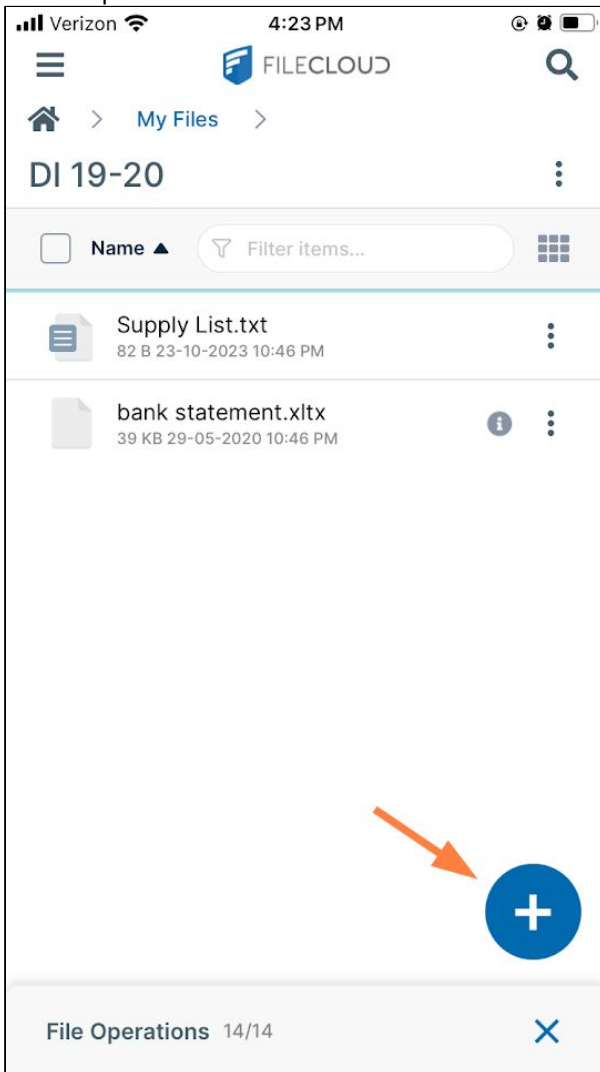 Verizon 4:23 PM
FILECLOUD
> My Files >
DI 19-20
Name ▲ Filter items...
Supply List.txt
82 B 23-10-2023 10:46 PM
bank statement.xltx
39 KB 29-05-2020 10:46 PM
File Operations 14/14